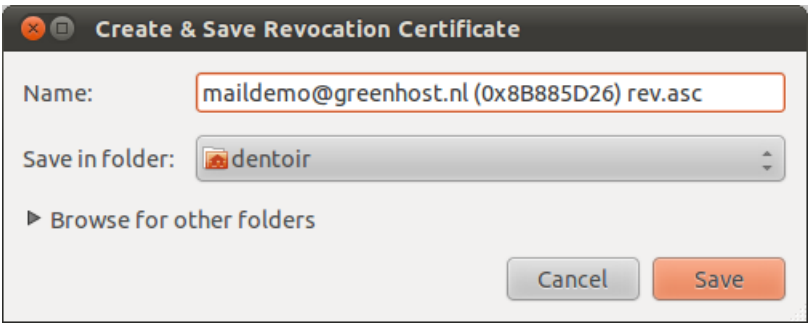 Create & Save Revocation Certificate
Name: maildemo@greenhost.nl (0x8B885D26) rev.asc
Save in folder: dentoir
Browse for other folders
Cancel Save